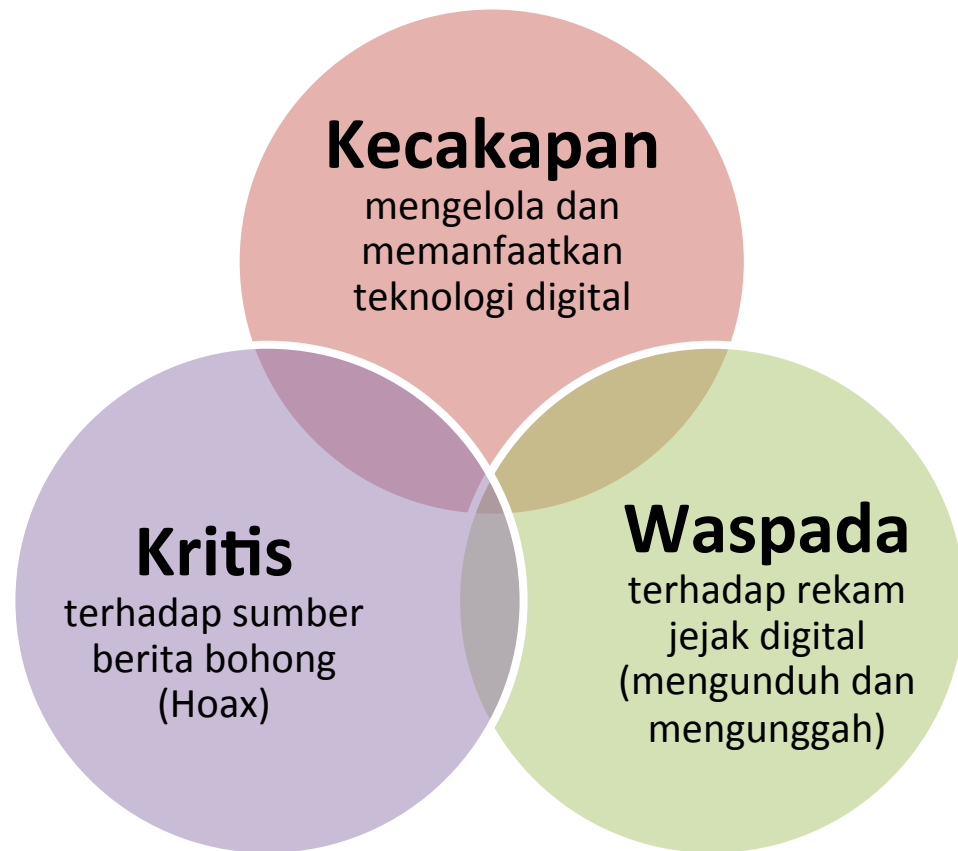 Kecakapan
mengelola dan
memanfaatkan
teknologi digital
Kritis
terhadap sumber
berita bohong
(Hoax)
Waspada
terhadap rekam
jejak digital
(mengunduh dan
mengunggah)